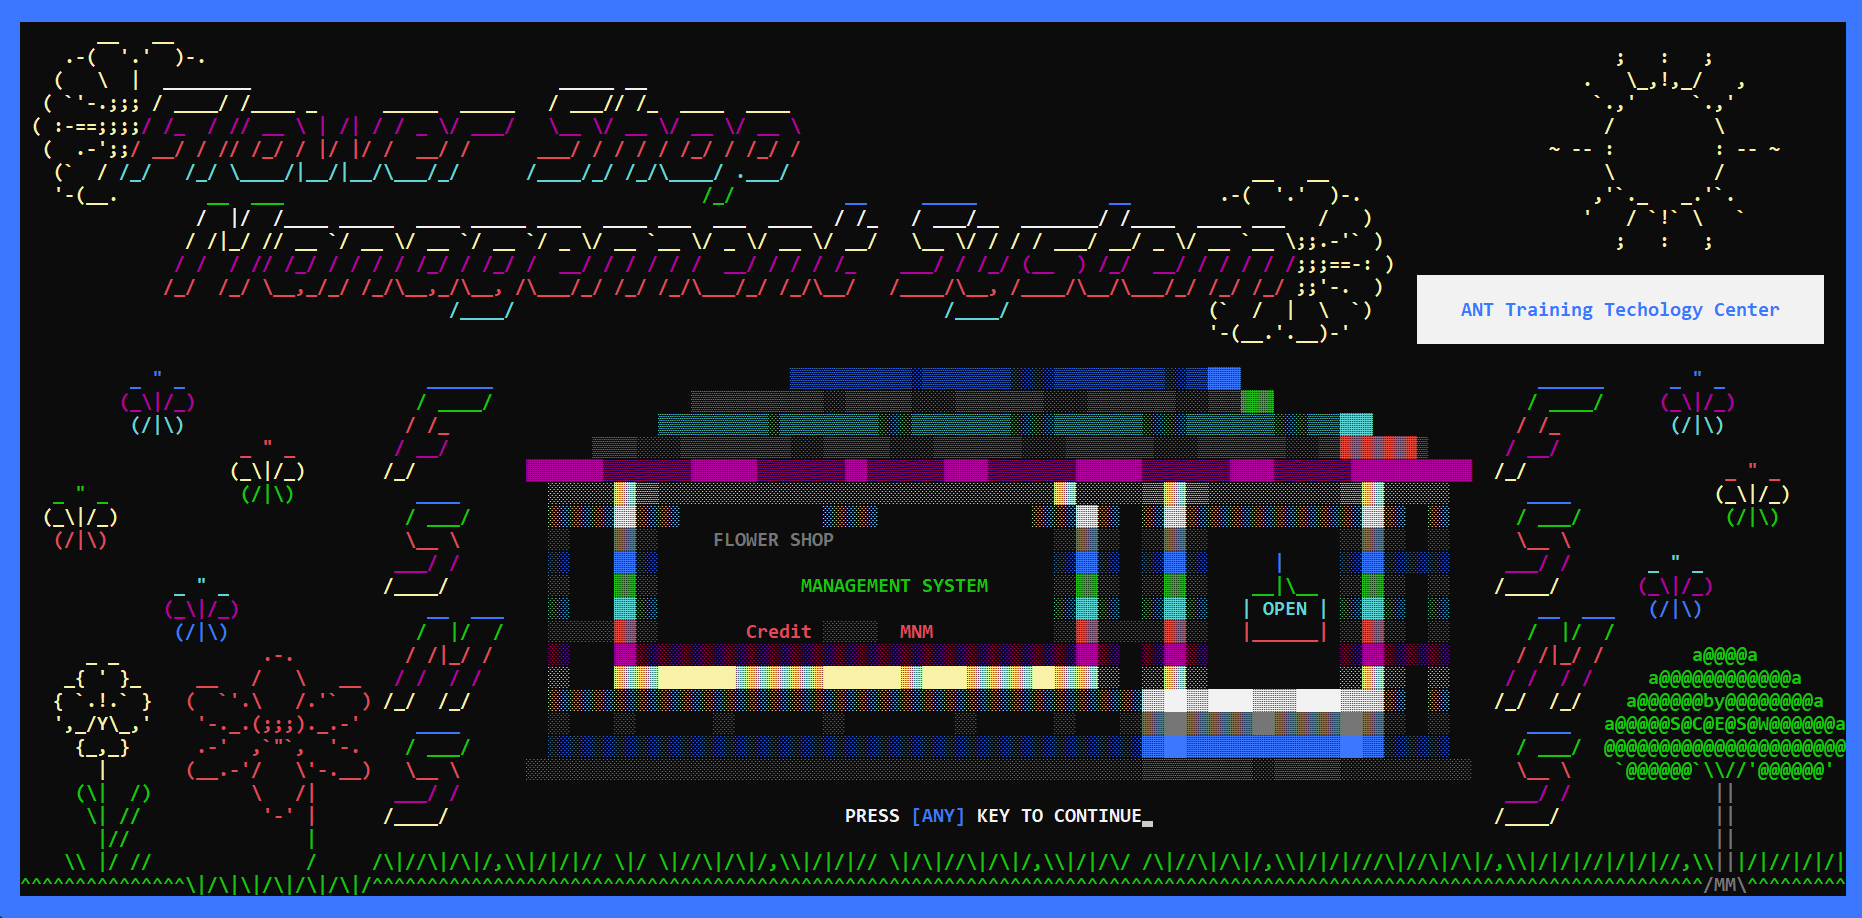 Flower Shop
Management System
ANT Training Techology Center
F
S
M
S
FLOWER SHOP
MANAGEMENT SYSTEM
Credit MNM
OPEN
F
S
M
S
by
S@C@E@S@W
PRESS [ANY] KEY TO CONTINUE
/MM\